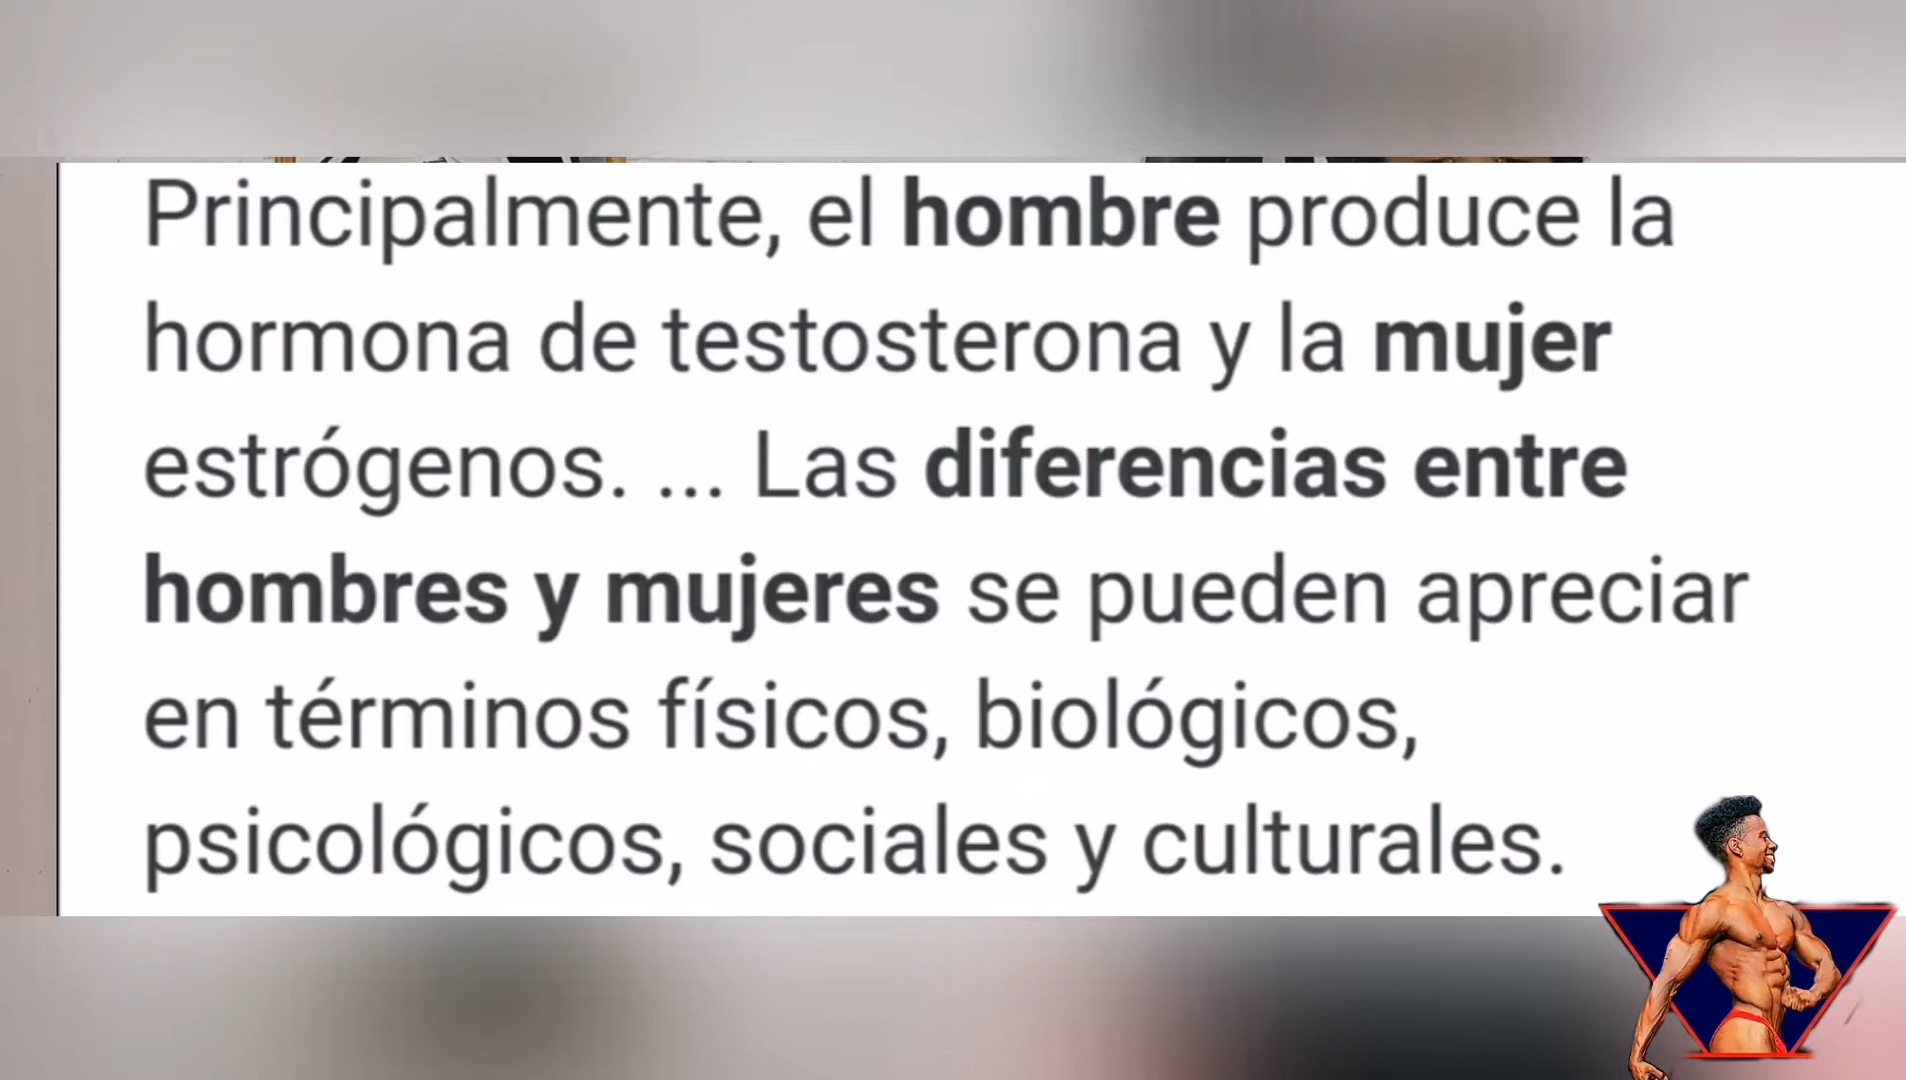 Principalmente, el hombre produce la
hormona de testosterona y la mujer
estrógenos. ... Las diferencias entre
hombres y mujeres se pueden apreciar
en términos físicos, biológicos,
psicológicos, sociales y culturales.